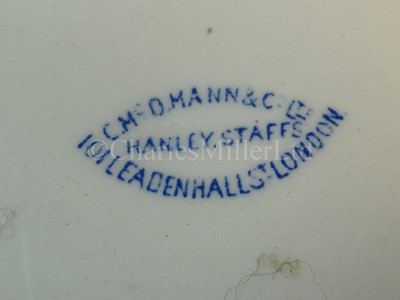 C. McD. MANN & Co LTD
HANLEY, STAFFS
101 LEADENHALL ST LONDON
©CharlesMillerLtd